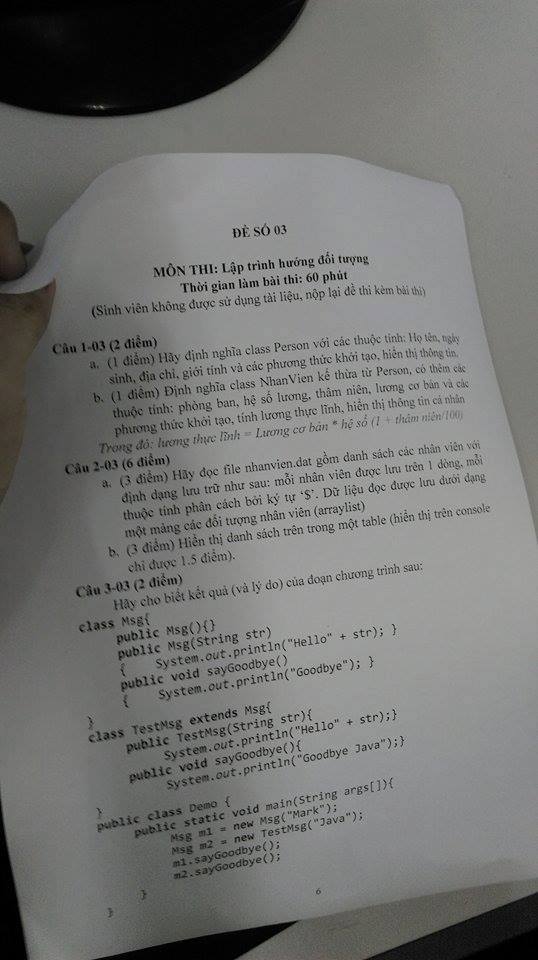 ĐỀ SỐ 03
MÔN THI: Lập trình hướng đối tượng
Thời gian làm bài thi: 60 phút
(Sinh viên không được sử dụng tài liệu, nộp lại đề thi kèm bài thi)
Câu 1-03 (2 điểm)
a. (1 điểm) Hãy định nghĩa class Person với các thuộc tính: Họ tên, ngày
sinh, địa chỉ, giới tính và các phương thức khởi tạo, hiển thị thông tin.
b. (1 điểm) Định nghĩa class NhanVien kế thừa từ Person, có thêm các
thuộc tính: phòng ban, hệ số lương, thâm niên, lương cơ bản và các
phương thức khởi tạo, tính lương thực lĩnh, hiển thị thông tin cá nhân
Trong đó: lương thực lĩnh = Lương cơ bản * hệ số (1 + thâm niên/100)
Câu 2-03 (6 điểm)
a. (3 điểm) Hãy đọc file nhanvien.dat gồm danh sách các nhân viên với
định dạng lưu trữ như sau: mỗi nhân viên được lưu trên 1 dòng, mỗi
thuộc tính phân cách bởi ký tự ‘$’. Dữ liệu đọc được lưu dưới dạng
một mảng các đối tượng nhân viên (arraylist)
b. (3 điểm) Hiển thị danh sách trên trong một table (hiển thị trên console
chỉ được 1.5 điểm).
Câu 3-03 (2 điểm)
Hãy cho biết kết quả (và lý do) của đoạn chương trình sau:
class Msg{
public Msg(){}
public Msg(String str)
{ System.out.println("Hello" + str); }
public void sayGoodbye()
{ System.out.println("Goodbye"); }
}
class TestMsg extends Msg{
public TestMsg(String str){
System.out.println("Hello" + str);}
public void sayGoodbye(){
System.out.println("Goodbye Java");}
}
public class Demo {
public static void main(String args[]){
Msg m1 = new Msg("Mark");
Msg m2 = new TestMsg("Java");
m1.sayGoodbye();
m2.sayGoodbye();
}
}
6